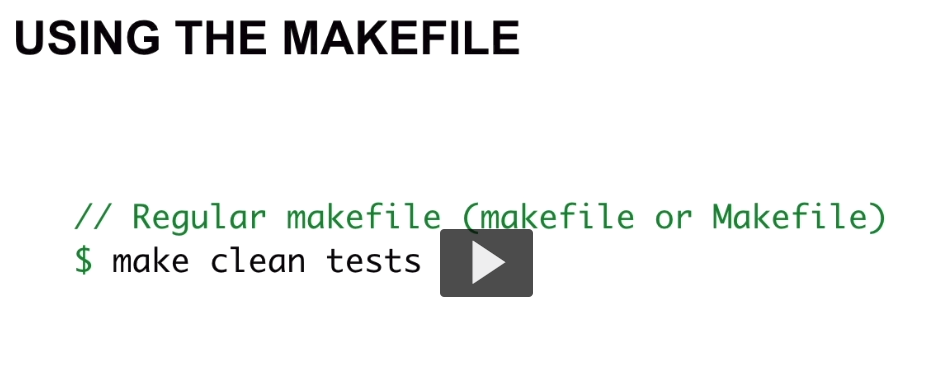 USING THE MAKEFILE
// Regular makefile (makefile or Makefile)
$ make clean tests